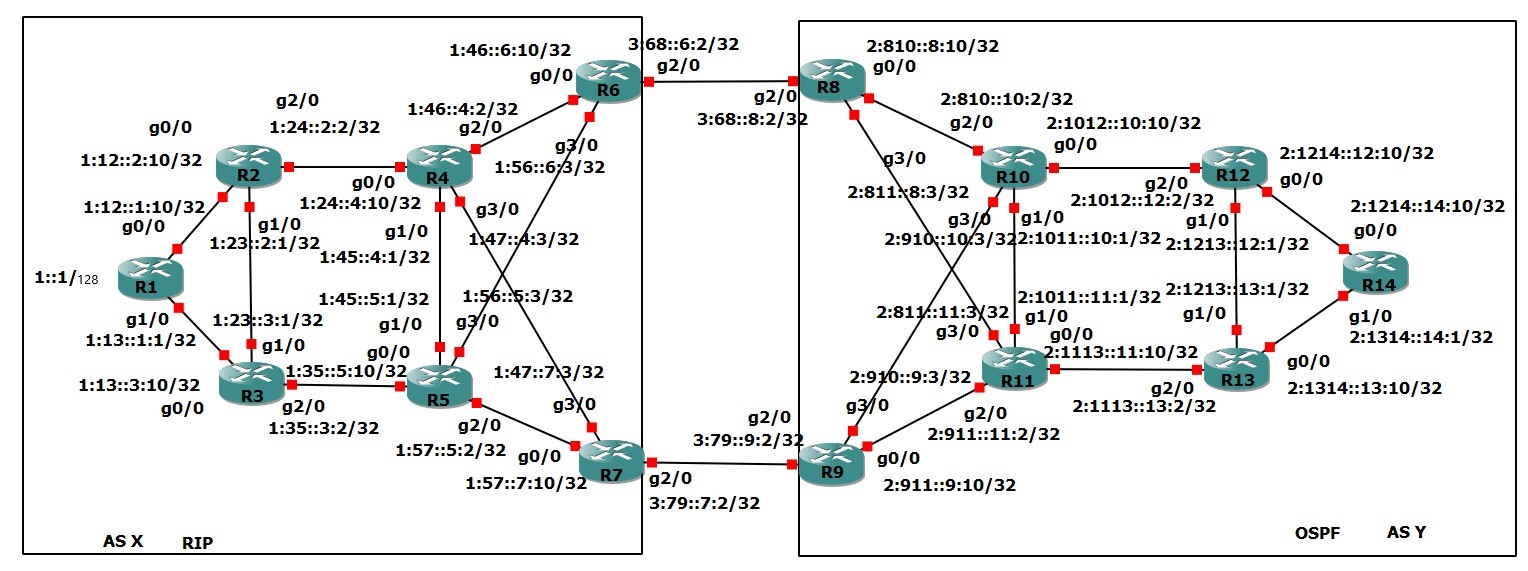 1:46::6:10/32
g0/0
R6
3:68::6:2/32
g2/0
g2/0
3:68::8:2/32
R8
2:810::8:10/32
g0/0
g2/0
1:24::2:2/32
g0/0
1:12::2:10/32
R2
1:46::4:2/32
g2/0
g3/0
1:56::6:3/32
R4
g0/0
1:24::4:10/32
g3/0
1:47::4:3/32
g1/0
1:45::4:1/32
1:12::1:10/32
g0/0
g1/0
1:23::2:1/32
1::1/128
R1
g1/0
1:13::1:1/32
1:23::3:1/32
g1/0
1:13::3:10/32
g0/0
R3
g2/0
1:35::3:2/32
1:45::5:1/32
g1/0
1:56::5:3/32
g3/0
g0/0
1:35::5:10/32
R5
g2/0
1:57::5:2/32
1:47::7:3/32
g3/0
g0/0
1:57::7:10/32
R7
g2/0
3:79::7:2/32
g2/0
3:79::9:2/32
R9
2:910::9:3/32
g3/0
g0/0
2:911::9:10/32
g2/0
2:911::11:2/32
2:810::10:2/32
g2/0
2:1012::10:10/32
g0/0
R10
g3/0
2:811::8:3/32
g3/0
2:910::10:3/32
g1/0
2:1011::10:1/32
g2/0
2:1012::12:2/32
R12
2:1214::12:10/32
g0/0
g1/0
2:1213::12:1/32
2:1214::14:10/32
g0/0
R14
g1/0
2:1314::14:1/32
2:1213::13:1/32
g1/0
2:1011::11:1/32
g1/0
2:811::11:3/32
g3/0
R11
g0/0
2:1113::11:10/32
g2/0
2:1113::13:2/32
R13
g0/0
2:1314::13:10/32
AS X
RIP
OSPF
AS Y